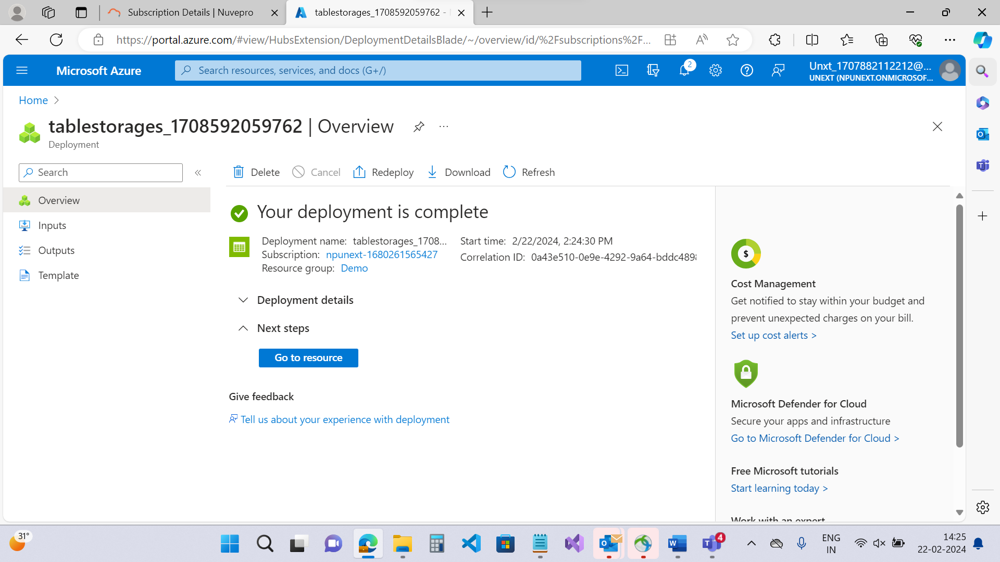 Subscription Details | Nuvepro
tablestorages_1708592059762 -
https://portal.azure.com/#view/HubsExtension/DeploymentDetailsBlade/~/overview/id/%2Fsubscriptions%2F...
Microsoft Azure
Search resources, services, and docs (G+/)
2
Unxt_1707882112212@...
UNEXT (NPUNEXT.ONMICROSOF...
Home
tablestorages_1708592059762 | Overview
Deployment
Search
Delete
Cancel
Redeploy
Download
Refresh
Overview
Inputs
Outputs
Template
Your deployment is complete
Deployment name: tablestorages_1708...
Subscription: npunext-1680261565427
Resource group: Demo
Start time: 2/22/2024, 2:24:30 PM
Correlation ID: 0a43e510-0e9e-4292-9a64-bddc489
Deployment details
Next steps
Go to resource
Give feedback
Tell us about your experience with deployment
$
Cost Management
Get notified to stay within your budget and
prevent unexpected charges on your bill.
Set up cost alerts >
Microsoft Defender for Cloud
Secure your apps and infrastructure
Go to Microsoft Defender for Cloud >
Free Microsoft tutorials
Start learning today >
Work with an expert
31°
4
ENG
IN
14:25
22-02-2024